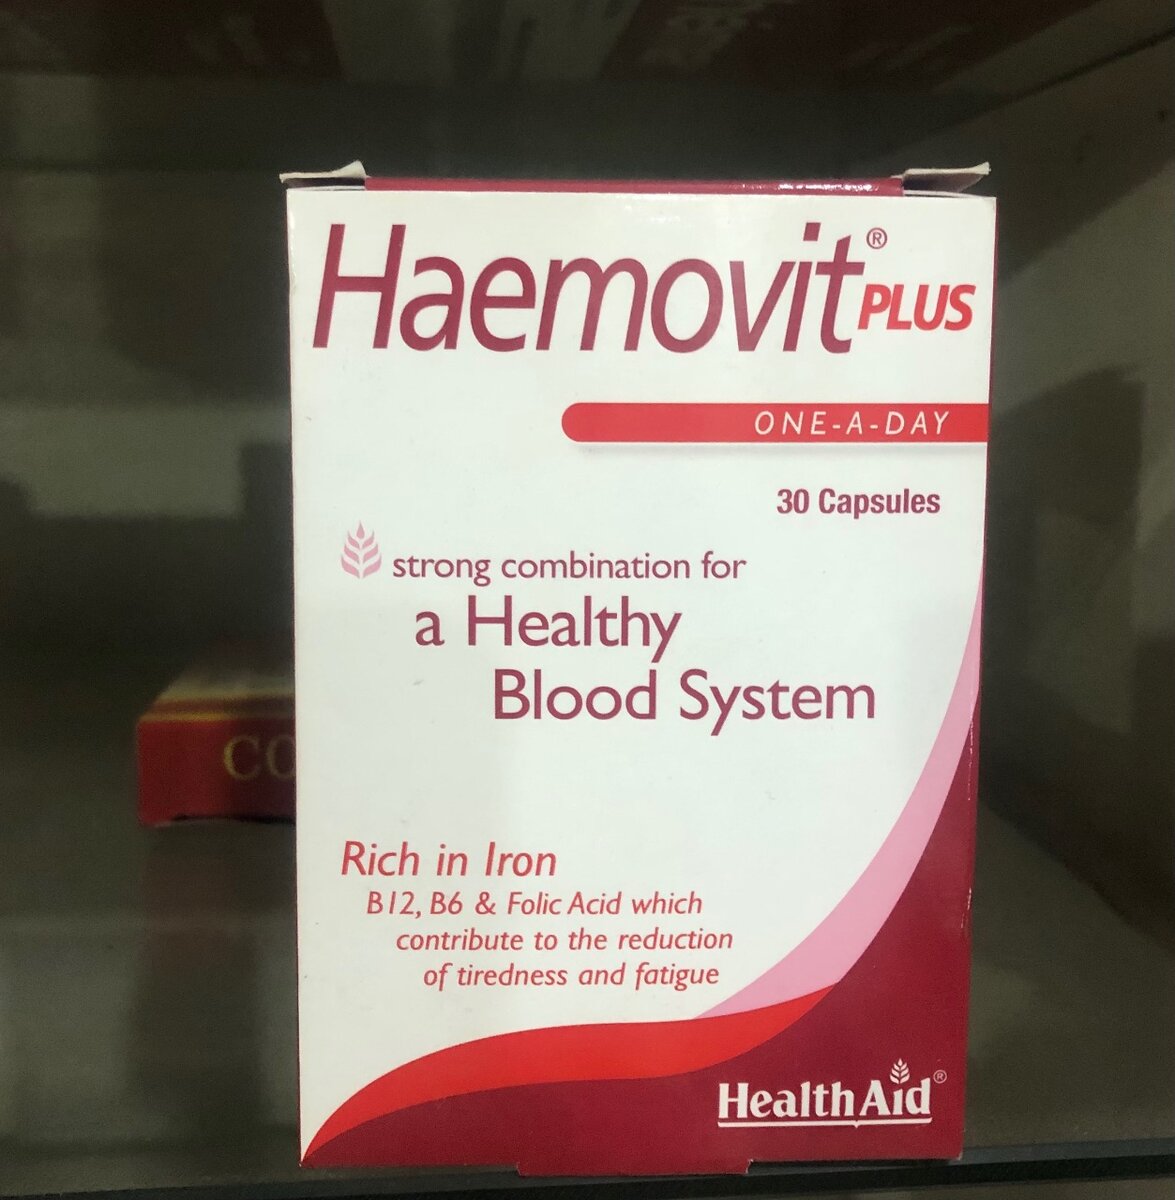 Haemovit® PLUS
ONE-A-DAY
30 Capsules
strong combination for
a Healthy
Blood System
Rich in Iron
B12, B6 & Folic Acid which
contribute to the reduction
of tiredness and fatigue
HealthAid®